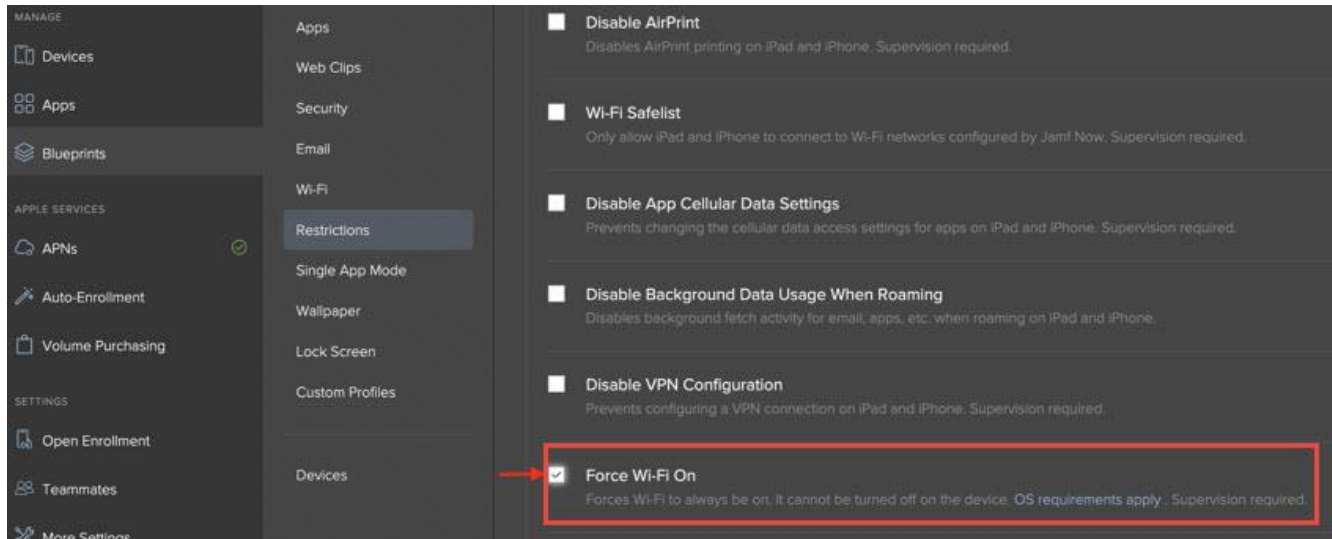 MANAGE
Devices
Apps
Blueprints
APPLE SERVICES
APNs
Auto-Enrollment
Volume Purchasing
SETTINGS
Open Enrollment
Teammates
More Settings
Apps
Web Clips
Security
Email
Wi-Fi
Restrictions
Single App Mode
Wallpaper
Lock Screen
Custom Profiles
Devices
Disable AirPrint
Disables AirPrint printing on iPad and iPhone. Supervision required.
Wi-Fi Safelist
Only allow iPad and iPhone to connect to Wi-Fi networks configured by Jamf Now. Supervision required.
Disable App Cellular Data Settings
Prevents changing the cellular data access settings for apps on iPad and iPhone. Supervision required.
Disable Background Data Usage When Roaming
Disables background fetch activity for email, apps, etc. when roaming on iPad and iPhone.
Disable VPN Configuration
Prevents configuring a VPN connection on iPad and iPhone. Supervision required.
Force Wi-Fi On
Forces Wi-Fi to always be on. It cannot be turned off on the device. OS requirements apply . Supervision required.